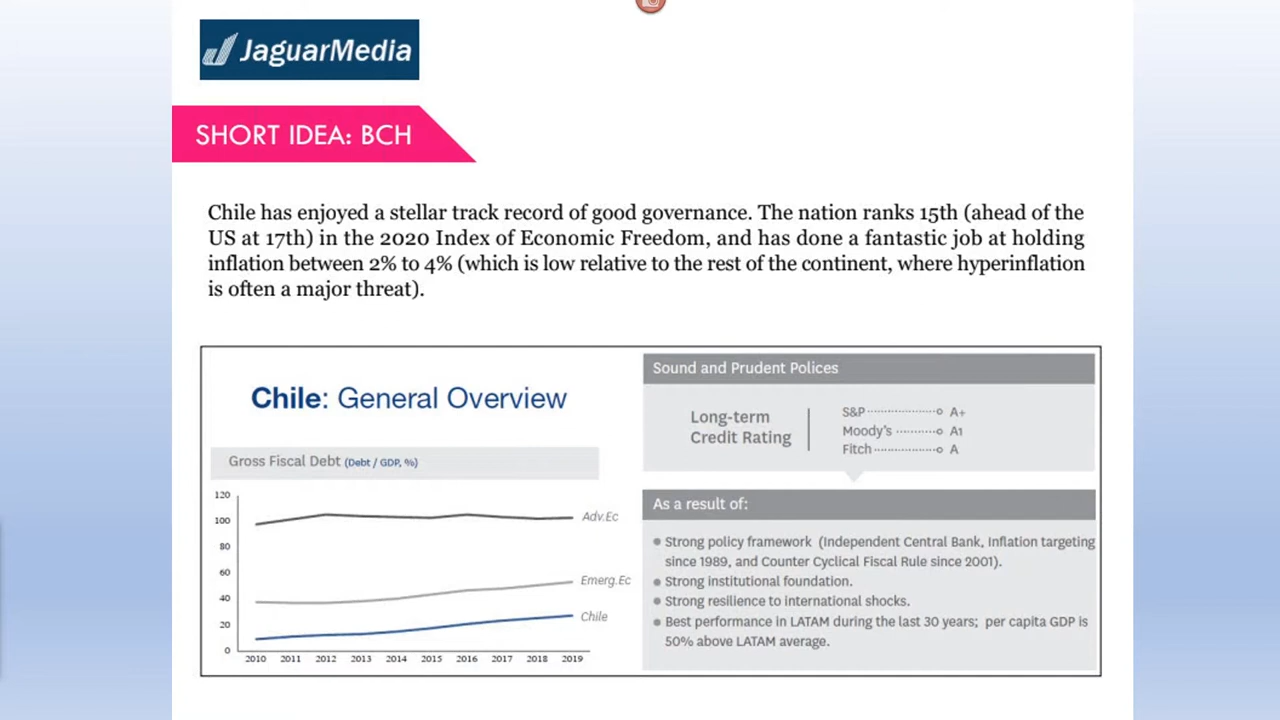 JaguarMedia
SHORT IDEA: BCH
Chile has enjoyed a stellar track record of good governance. The nation ranks 15th (ahead of the
US at 17th) in the 2020 Index of Economic Freedom, and has done a fantastic job at holding
inflation between 2% to 4% (which is low relative to the rest of the continent, where hyperinflation
is often a major threat).
Chile: General Overview
Gross Fiscal Debt (Debt / GDP, %)
120
100
80
60
40
20
0
Adv.Ec
Emerg.Ec
Chile
2010 2011 2012 2013 2014 2015 2016 2017 2018 2019
Sound and Prudent Polices
Long-term
Credit Rating
S&P A+
Moody's A1
Fitch A
As a result of:
• Strong policy framework (Independent Central Bank, Inflation targeting
since 1989, and Counter Cyclical Fiscal Rule since 2001).
• Strong institutional foundation.
• Strong resilience to international shocks.
• Best performance in LATAM during the last 30 years; per capita GDP is
50% above LATAM average.